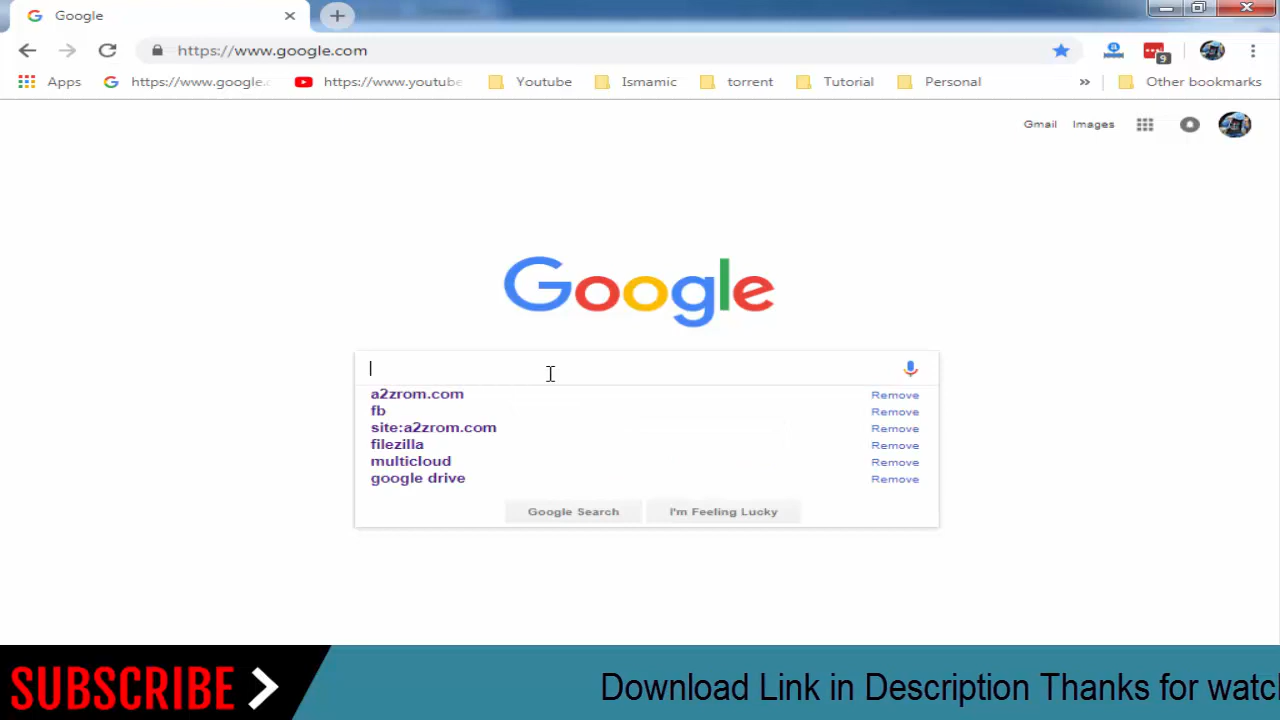 Google
https://www.google.com
9
Apps https://www.google.c https://www.youtube Youtube Ismamic torrent Tutorial Personal » Other bookmarks
Gmail Images
Google
a2zrom.com Remove
fb Remove
site:a2zrom.com Remove
filezilla Remove
multicloud Remove
google drive Remove
Google Search I'm Feeling Lucky
SUBSCRIBE Download Link in Description Thanks for watc